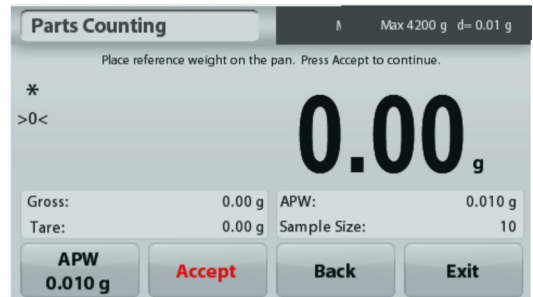 Parts Counting
Max 4200 g d= 0.01 g
Place reference weight on the pan. Press Accept to continue.
*
>0<
0.00 g
Gross: 0.00 g APW: 0.010 g
Tare: 0.00 g Sample Size: 10
APW
0.010 g
Accept
Back
Exit